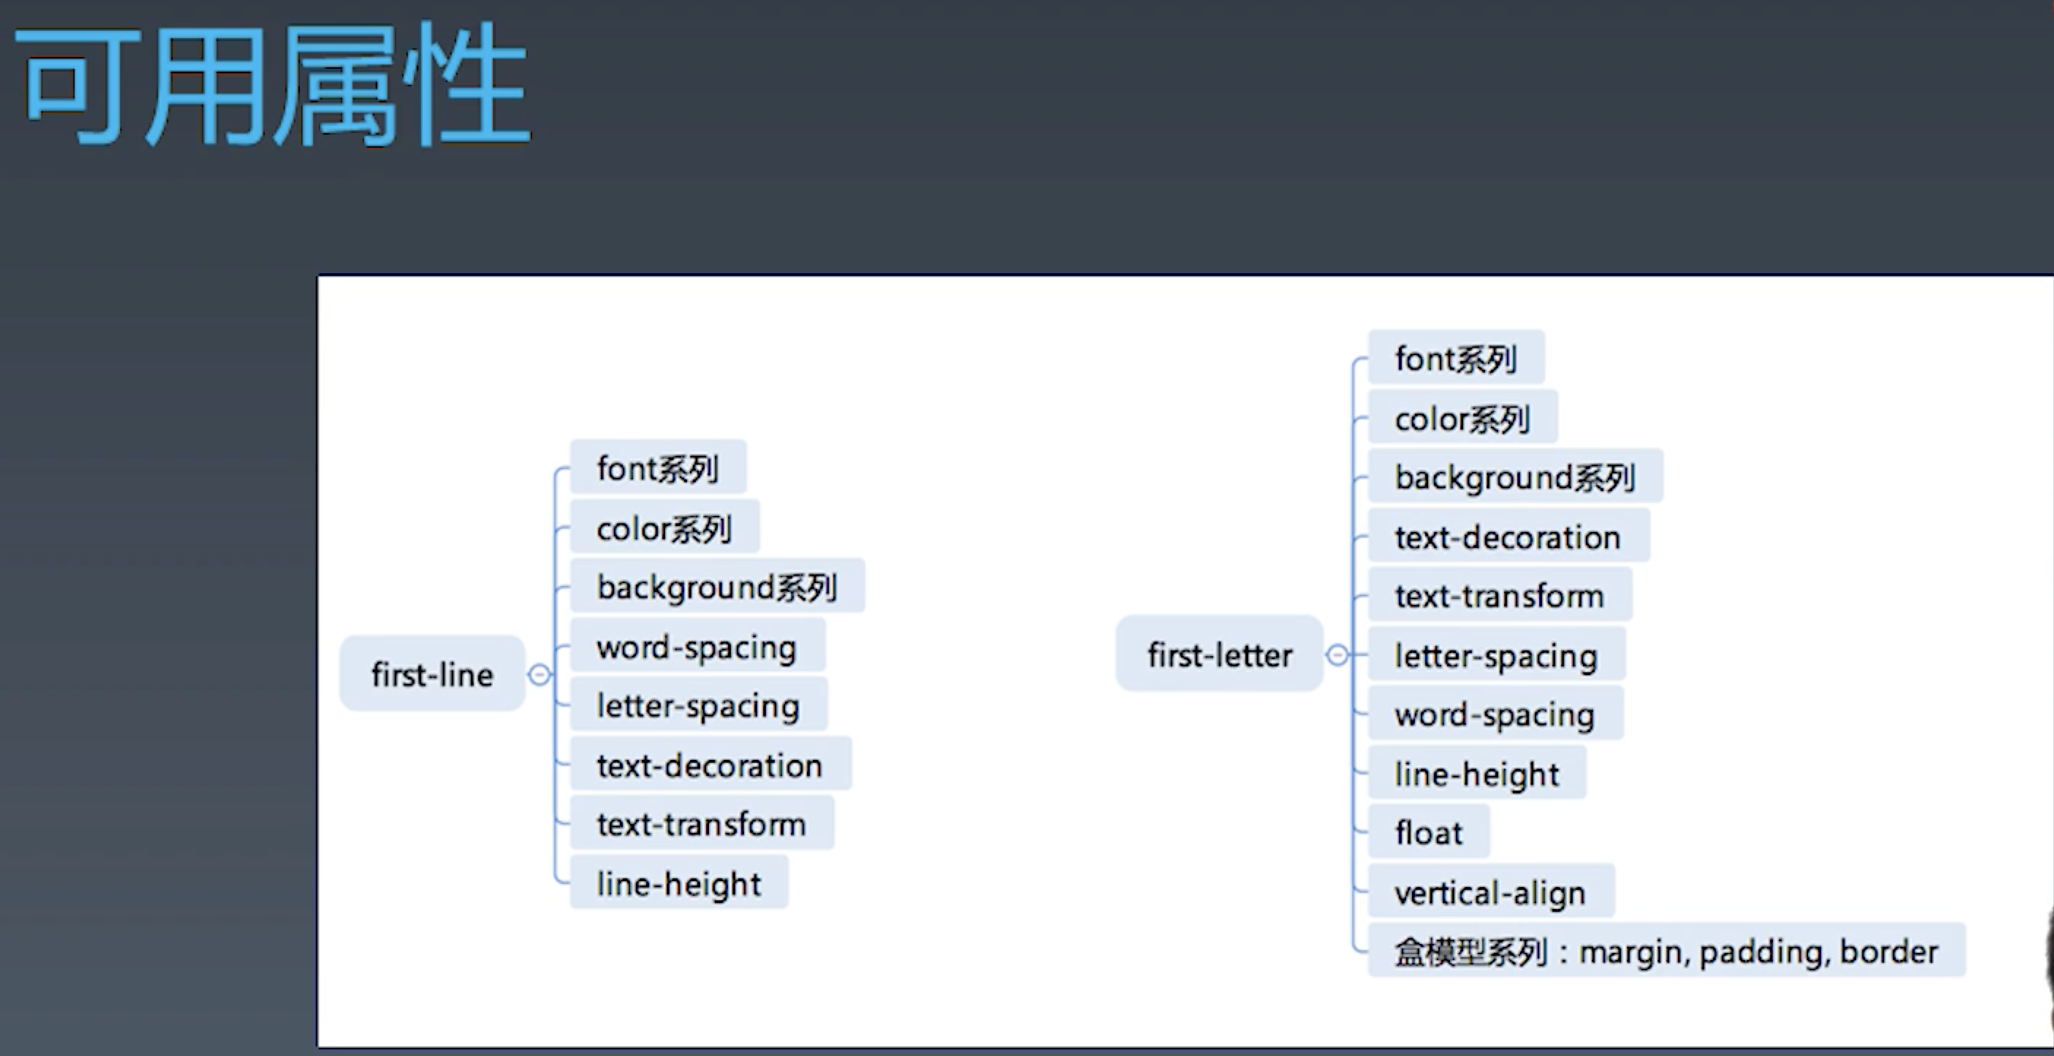 可用属性
first-line
font系列
color系列
background系列
word-spacing
letter-spacing
text-decoration
text-transform
line-height
first-letter
font系列
color系列
background系列
text-decoration
text-transform
letter-spacing
word-spacing
line-height
float
vertical-align
盒模型系列：margin, padding, border